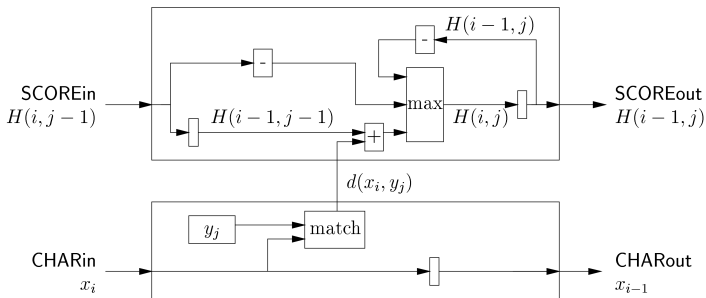 H(i−1, j)
-
-
SCOREin
SCOREout
max
H(i, j−1)
H(i−1, j−1)
H(i, j)
H(i−1, j)
+
d(x_i, y_j)
y_j
match
CHARin
CHARout
x_i
x_{i−1}